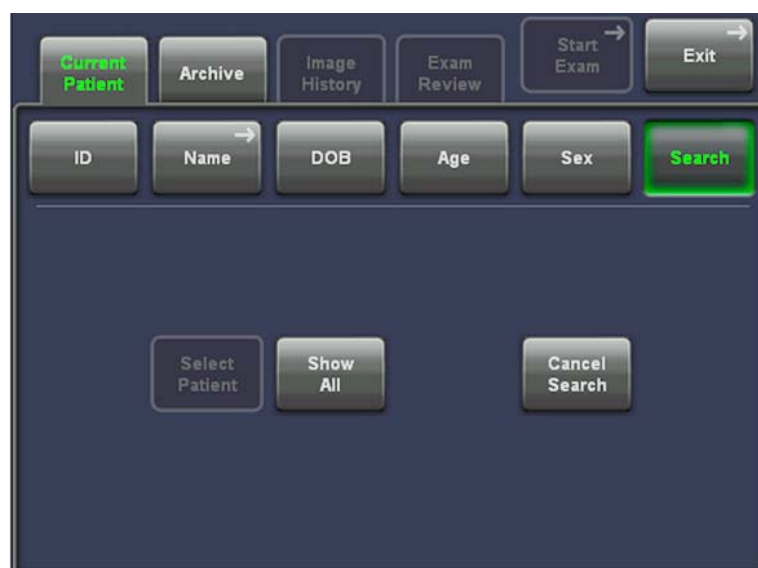 Current
Patient
Archive
Image
History
Exam
Review
Start
Exam
Exit
ID
Name
DOB
Age
Sex
Search
Select
Patient
Show
All
Cancel
Search